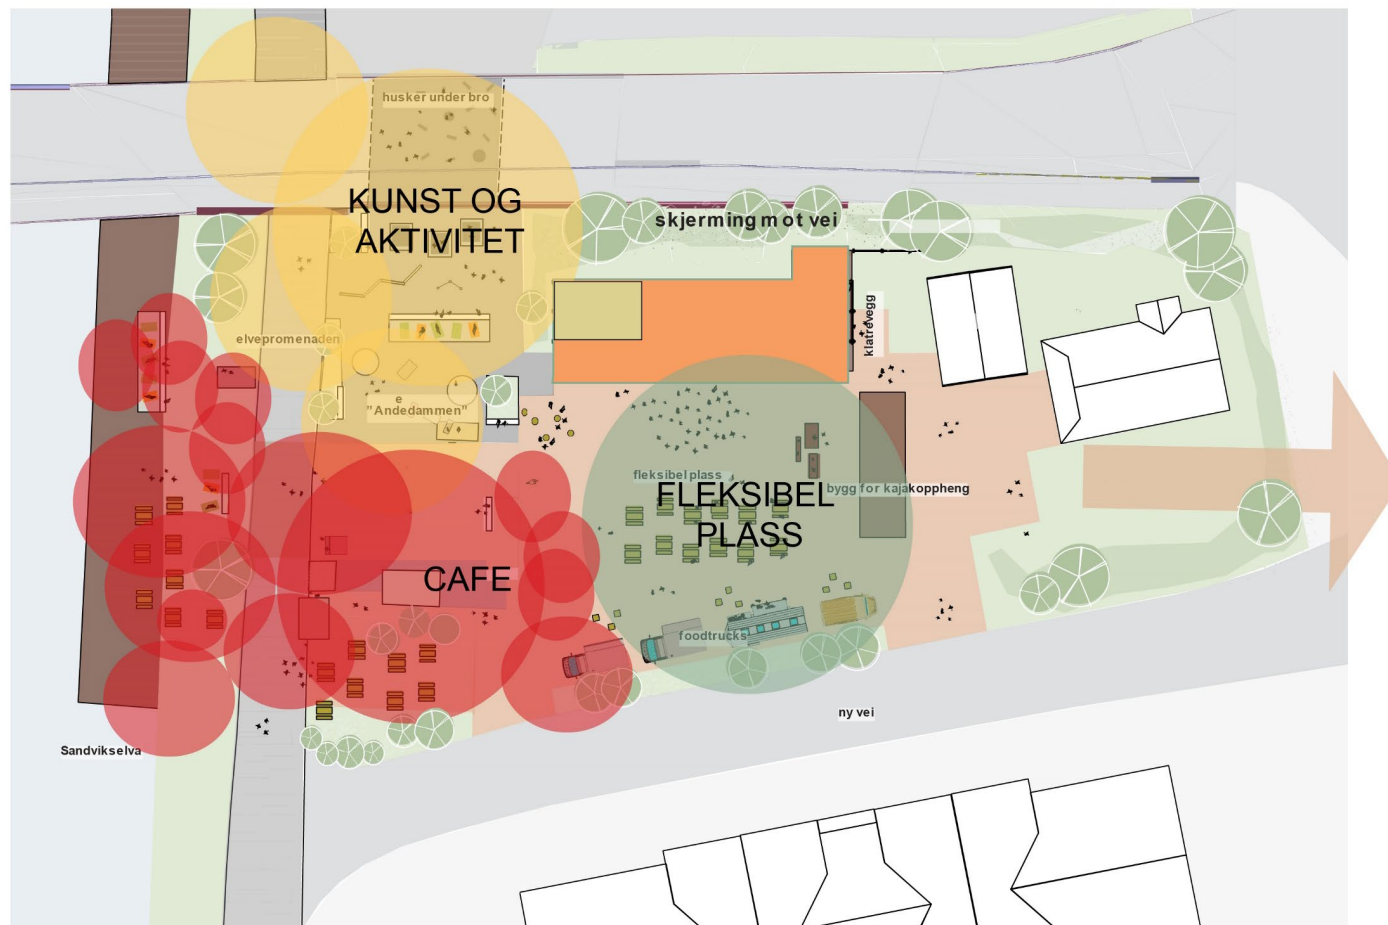 husker under bro
KUNST OG
AKTIVITET
skjerming mot vei
klatrevegg
elvepromenaden
e
"Andedammen"
fleksibel plass
bygg for kajakoppheng
FLEKSIBEL
PLASS
CAFE
foodtrucks
ny vei
Sandvikselva